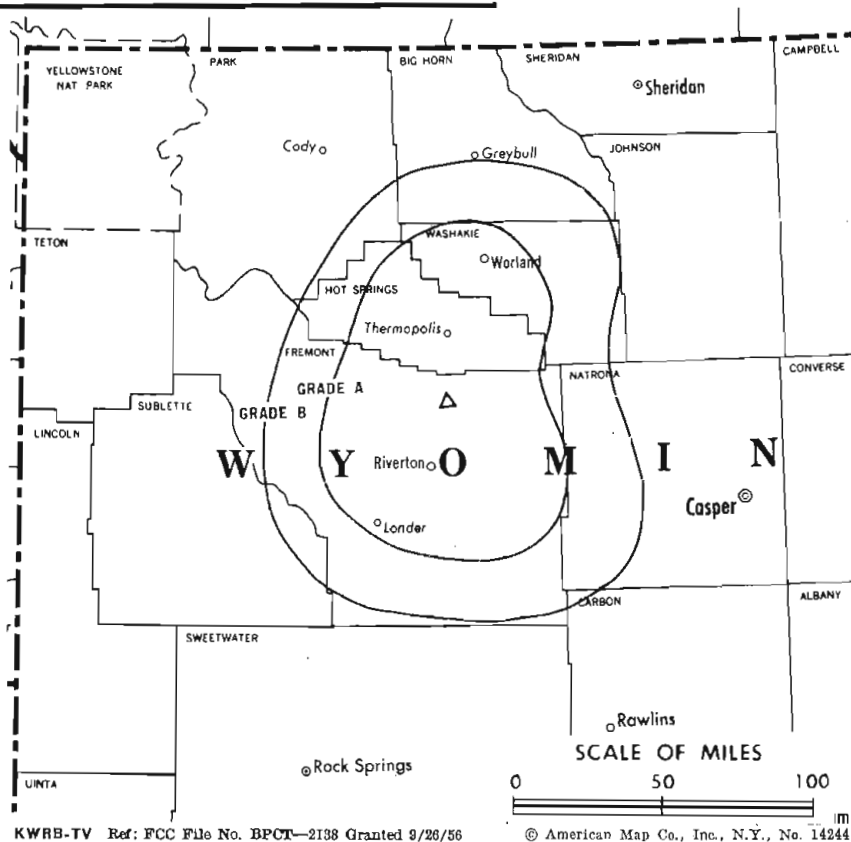 PARK
BIG HORN
SHERIDAN
CAMPBELL
YELLOWSTONE
NAT PARK
Sheridan
Cody
Greybull
JOHNSON
TETON
WASHAKIE
Worland
HOT SPRINGS
Thermopolis
FREMONT
NATRONA
CONVERSE
GRADE A
SUBLETTE
GRADE B
LINCOLN
W Y O M I N
Riverton
Casper ©
Lander
CARBON
ALBANY
SWEETWATER
Rawlins
SCALE OF MILES
Rock Springs
0 50 100
UINTA
m
KWRB-TV Ref: FCC File No. BPCT—2138 Granted 9/26/56
© American Map Co., Inc., N.Y., No. 14244